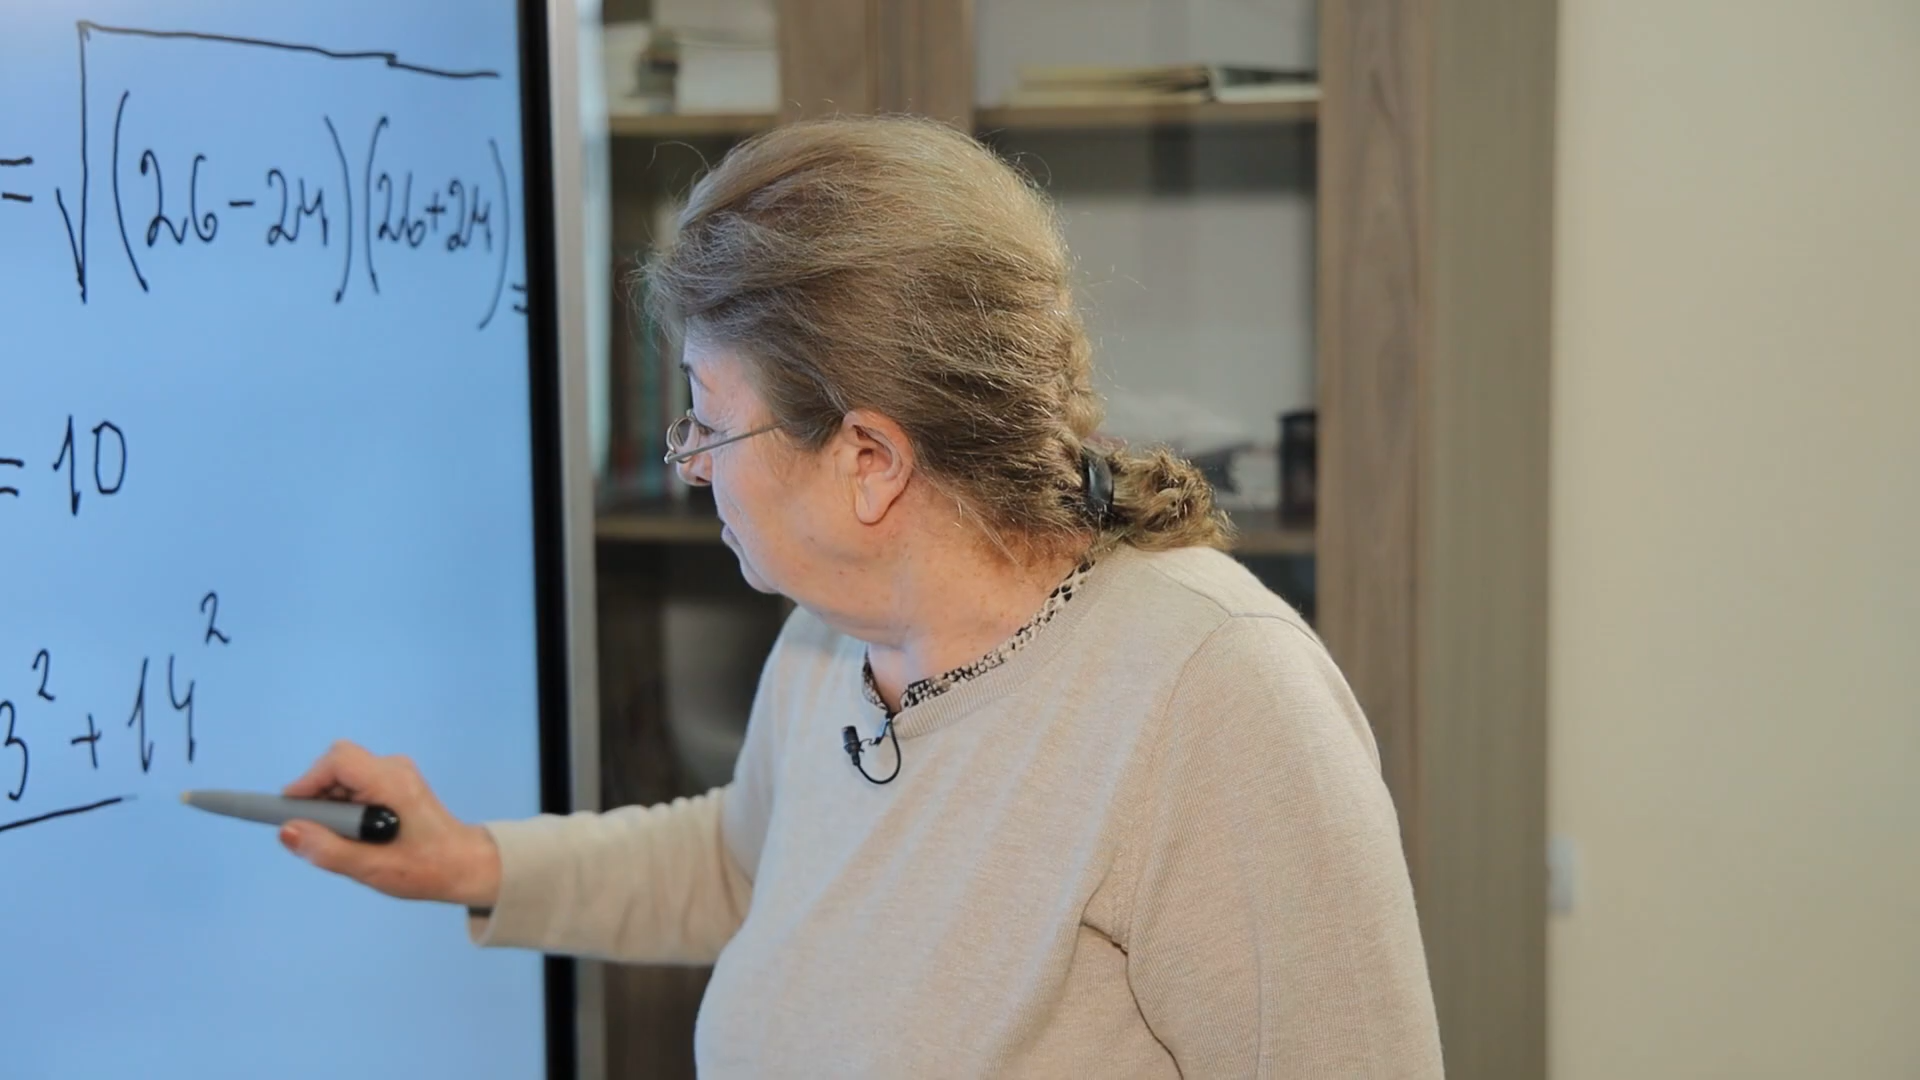 = √(26-24)(26+24) =
= 10
3² + 14²